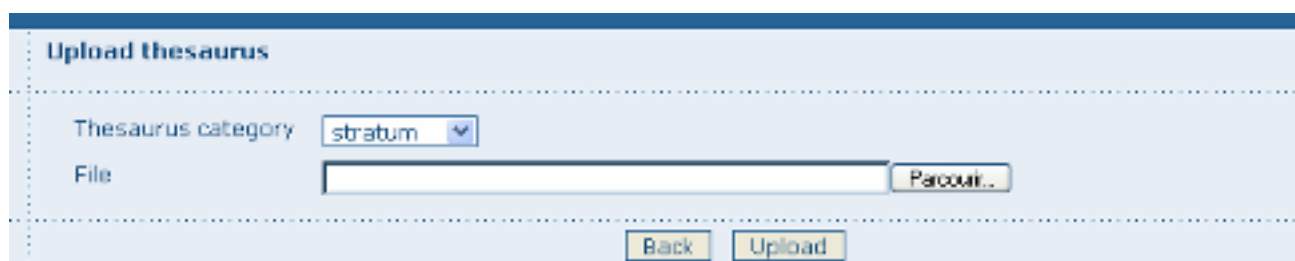 Upload thesaurus
Thesaurus category stratum
File Parcourir...
Back Upload